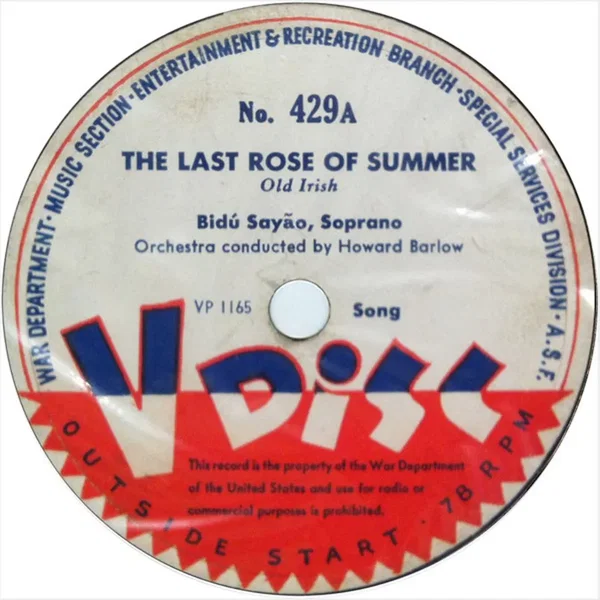 WAR DEPARTMENT · MUSIC SECTION · ENTERTAINMENT & RECREATION BRANCH · SPECIAL SERVICES DIVISION · A.S.F.
No. 429A
THE LAST ROSE OF SUMMER
Old Irish
Bidú Sayão, Soprano
Orchestra conducted by Howard Barlow
VP 1165 Song
V DiSC
This record is the property of the War Department
of the United States and use for radio or
commercial purposes is prohibited.
OUTSIDE START · 78 RPM